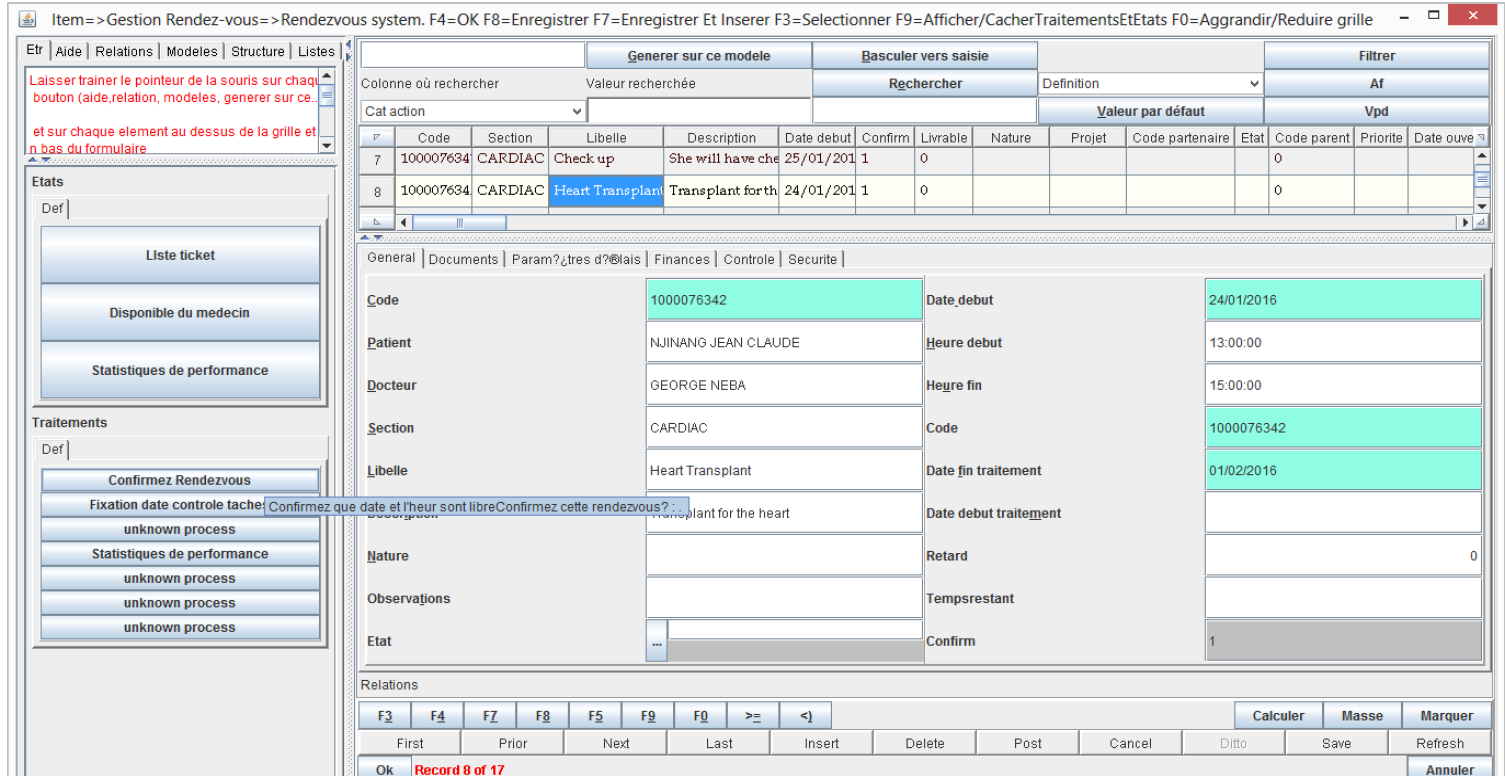 Item=>Gestion Rendez-vous=>Rendezvous system. F4=OK F8=Enregistrer F7=Enregistrer Et Inserer F3=Selectionner F9=Afficher/CacherTraitementsEtEtats F0=Aggrandir/Reduire grille
Etr Aide Relations Modeles Structure Listes
Laisser trainer le pointeur de la souris sur chaqu
bouton (aide,relation, modeles, generer sur ce..
et sur chaque element au dessus de la grille et
n bas du formulaire
Etats
Def
LIste ticket
Disponible du medecin
Statistiques de performance
Traitements
Def
Confirmez Rendezvous
Fixation date controle taches
unknown process
Statistiques de performance
unknown process
unknown process
unknown process
Confirmez que date et l'heur sont libreConfirmez cette rendezvous? : .
Generer sur ce modele Basculer vers saisie Filtrer
Colonne où rechercher Valeur recherchée Rechercher Definition Af
Cat action Valeur par défaut Vpd
Code Section Libelle Description Date debut Confirm Livrable Nature Projet Code partenaire Etat Code parent Priorite Date ouve
7 100007634 CARDIAC Check up She will have che 25/01/201 1 0 0
8 100007634 CARDIAC Heart Transplant Transplant for th 24/01/201 1 0 0
General Documents Param?¿tres d?®lais Finances Controle Securite
Code 1000076342 Date_debut 24/01/2016
Patient NJINANG JEAN CLAUDE Heure debut 13:00:00
Docteur GEORGE NEBA Heure fin 15:00:00
Section CARDIAC Code 1000076342
Libelle Heart Transplant Date fin traitement 01/02/2016
Description Transplant for the heart Date debut traitement
Nature Retard 0
Observations Tempsrestant
Etat ... Confirm 1
Relations
F3 F4 F7 F8 F5 F9 F0 >= <) Calculer Masse Marquer
First Prior Next Last Insert Delete Post Cancel Ditto Save Refresh
Ok Record 8 of 17 Annuler